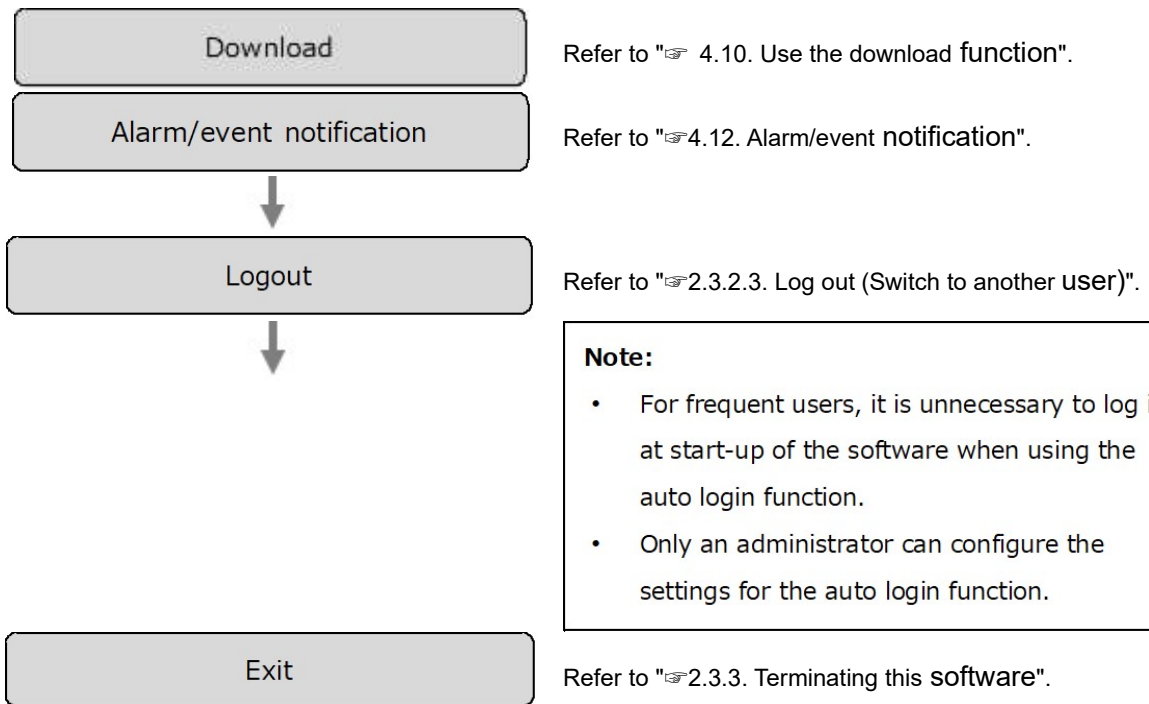 Download
Refer to "☞ 4.10. Use the download function".
Alarm/event notification
Refer to "☞4.12. Alarm/event notification".
Logout
Refer to "☞2.3.2.3. Log out (Switch to another user)".
Note:
• For frequent users, it is unnecessary to log
at start-up of the software when using the
auto login function.
• Only an administrator can configure the
settings for the auto login function.
Exit
Refer to "☞2.3.3. Terminating this software".